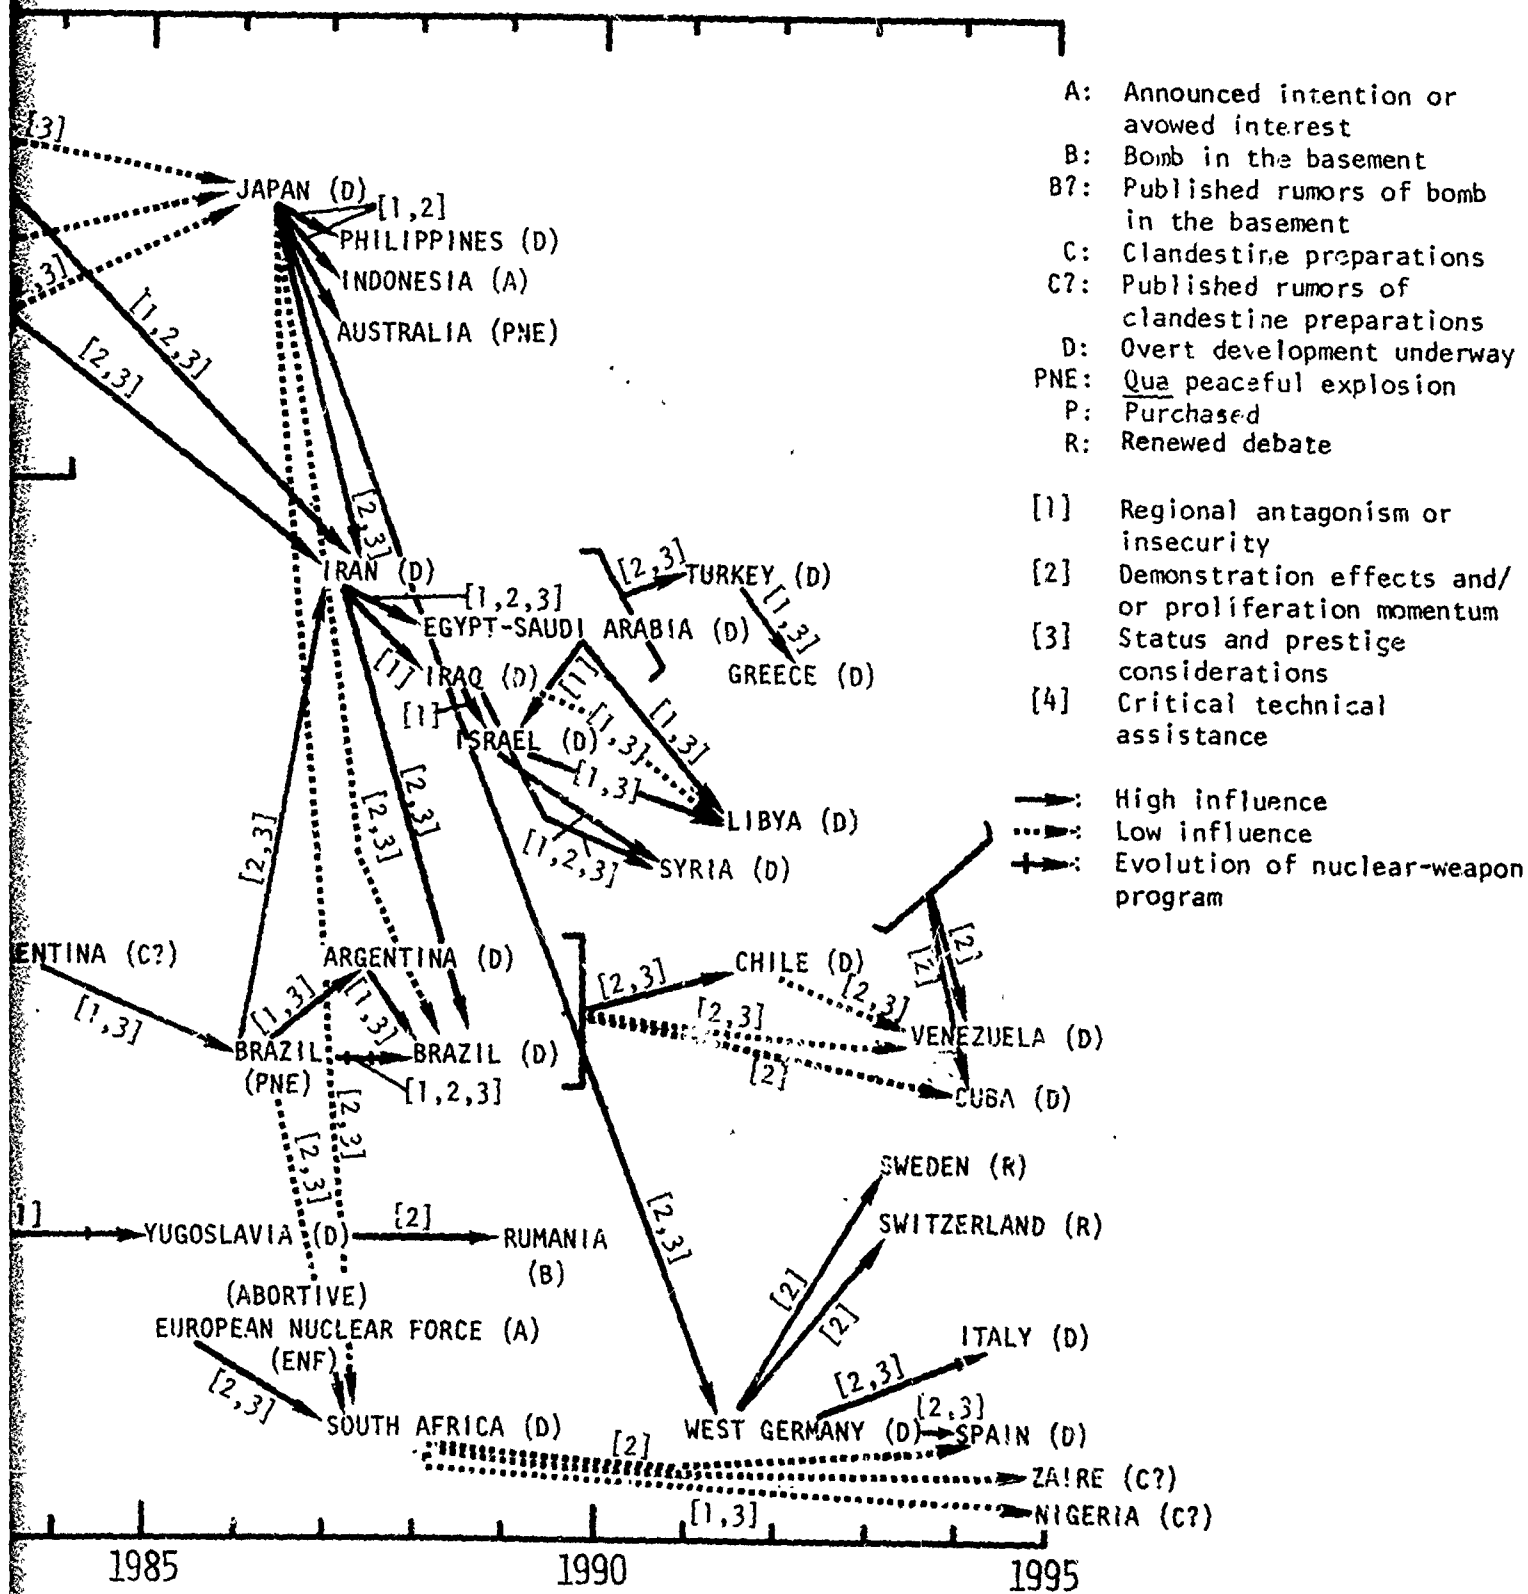 A: Announced intention or
avowed interest
B: Bomb in the basement
B?: Published rumors of bomb
in the basement
C: Clandestine preparations
C?: Published rumors of
clandestine preparations
D: Overt development underway
PNE: Qua peaceful explosion
P: Purchased
R: Renewed debate
[1] Regional antagonism or
insecurity
[2] Demonstration effects and/
or proliferation momentum
[3] Status and prestige
considerations
[4] Critical technical
assistance
: High influence
: Low influence
: Evolution of nuclear-weapon
program
[3]
JAPAN (D)
[1,2]
PHILIPPINES (D)
,3]
INDONESIA (A)
[1,2,3]
AUSTRALIA (PNE)
[2,3]
[2,3]
IRAN (D)
[2,3]
TURKEY (D)
[1,2,3]
[1,3]
EGYPT-SAUDI ARABIA (D)
[1]
IRAQ (D)
[1]
GREECE (D)
[1]
[1,3]
[1,3]
ISRAEL (D)
[1,3]
[2,3]
[2,3]
[2,3]
LIBYA (D)
[1,2,3]
SYRIA (D)
ENTINA (C?)
ARGENTINA (D)
[2,3]
CHILE (D)
[2]
[2]
[1,3]
[1,3]
[1,3]
[2,3]
[2,3]
VENEZUELA (D)
BRAZIL
(PNE)
BRAZIL (D)
[2]
[1,2,3]
CUBA (D)
[2,3]
[2,3]
SWEDEN (R)
1]
YUGOSLAVIA (D)
[2]
RUMANIA
(B)
[2,3]
SWITZERLAND (R)
(ABORTIVE)
EUROPEAN NUCLEAR FORCE (A)
(ENF)
[2]
[2]
ITALY (D)
[2,3]
[2,3]
[2,3]
SOUTH AFRICA (D)
WEST GERMANY (D)
SPAIN (D)
[2]
ZAIRE (C?)
[1,3]
NIGERIA (C?)
1985
1990
1995